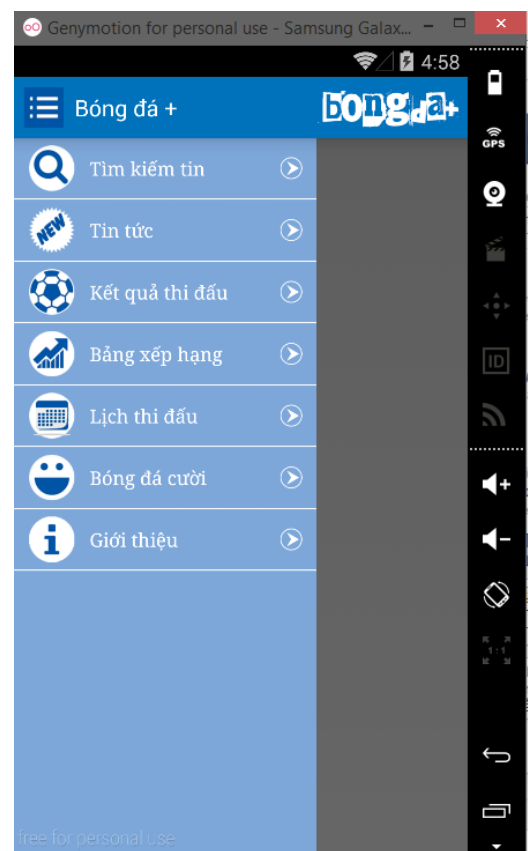 Genymotion for personal use - Samsung Galax...
4:58
Bóng đá +
bongda+
GPS
Tìm kiếm tin
NEW
Tin tức
Kết quả thi đấu
Bảng xếp hạng
ID
Lịch thi đấu
Bóng đá cười
Giới thiệu
1:1
free for personal use